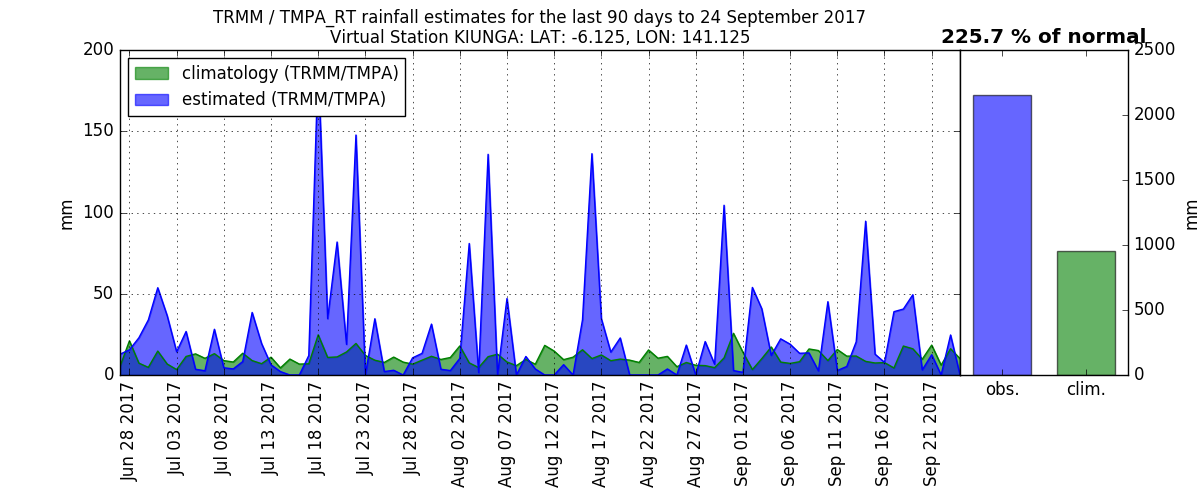 TRMM / TMPA_RT rainfall estimates for the last 90 days to 24 September 2017
Virtual Station KIUNGA: LAT: -6.125, LON: 141.125
225.7 % of normal
climatology (TRMM/TMPA)
estimated (TRMM/TMPA)
200
150
100
50
0
mm
2500
2000
1500
1000
500
0
mm
Jun 28 2017
Jul 03 2017
Jul 08 2017
Jul 13 2017
Jul 18 2017
Jul 23 2017
Jul 28 2017
Aug 02 2017
Aug 07 2017
Aug 12 2017
Aug 17 2017
Aug 22 2017
Aug 27 2017
Sep 01 2017
Sep 06 2017
Sep 11 2017
Sep 16 2017
Sep 21 2017
obs.
clim.